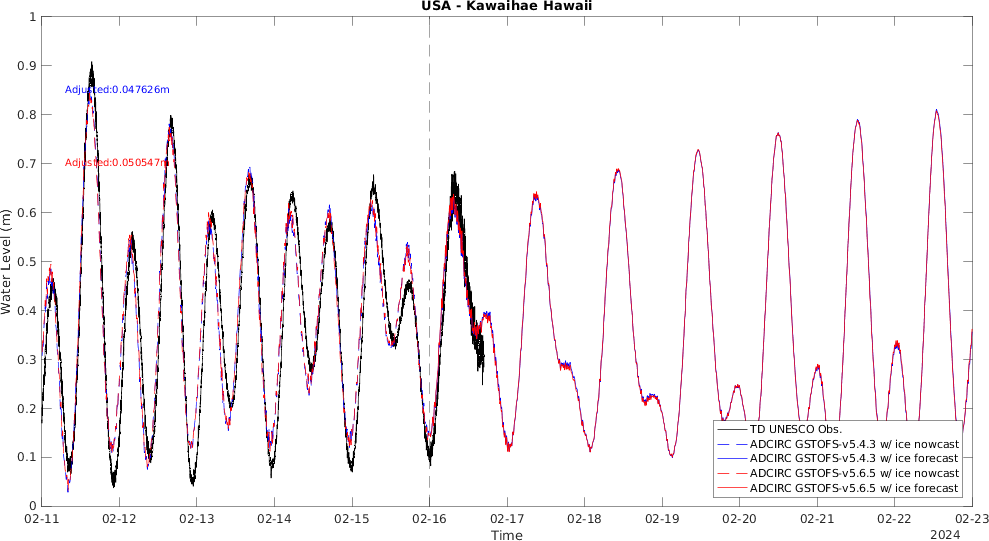 USA - Kawaihae Hawaii
1
0.9
Adjusted:0.047626m
0.8
0.7
Adjusted:0.050547m
0.6
0.5
0.4
0.3
0.2
0.1
0
Water Level (m)
TD UNESCO Obs.
ADCIRC GSTOFS-v5.4.3 w/ ice nowcast
ADCIRC GSTOFS-v5.4.3 w/ ice forecast
ADCIRC GSTOFS-v5.6.5 w/ ice nowcast
ADCIRC GSTOFS-v5.6.5 w/ ice forecast
02-11 02-12 02-13 02-14 02-15 02-16 02-17 02-18 02-19 02-20 02-21 02-22 02-23
Time
2024